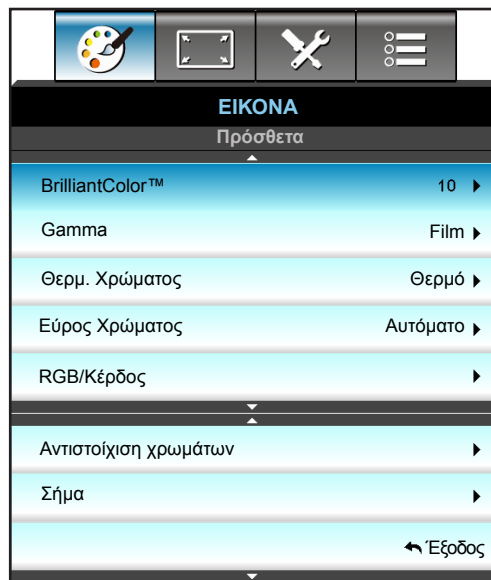 ΕΙΚΟΝΑ
Πρόσθετα
BrilliantColor™ 10
Gamma Film
Θερμ. Χρώματος Θερμό
Εύρος Χρώματος Αυτόματο
RGB/Κέρδος
Αντιστοίχιση χρωμάτων
Σήμα
Έξοδος